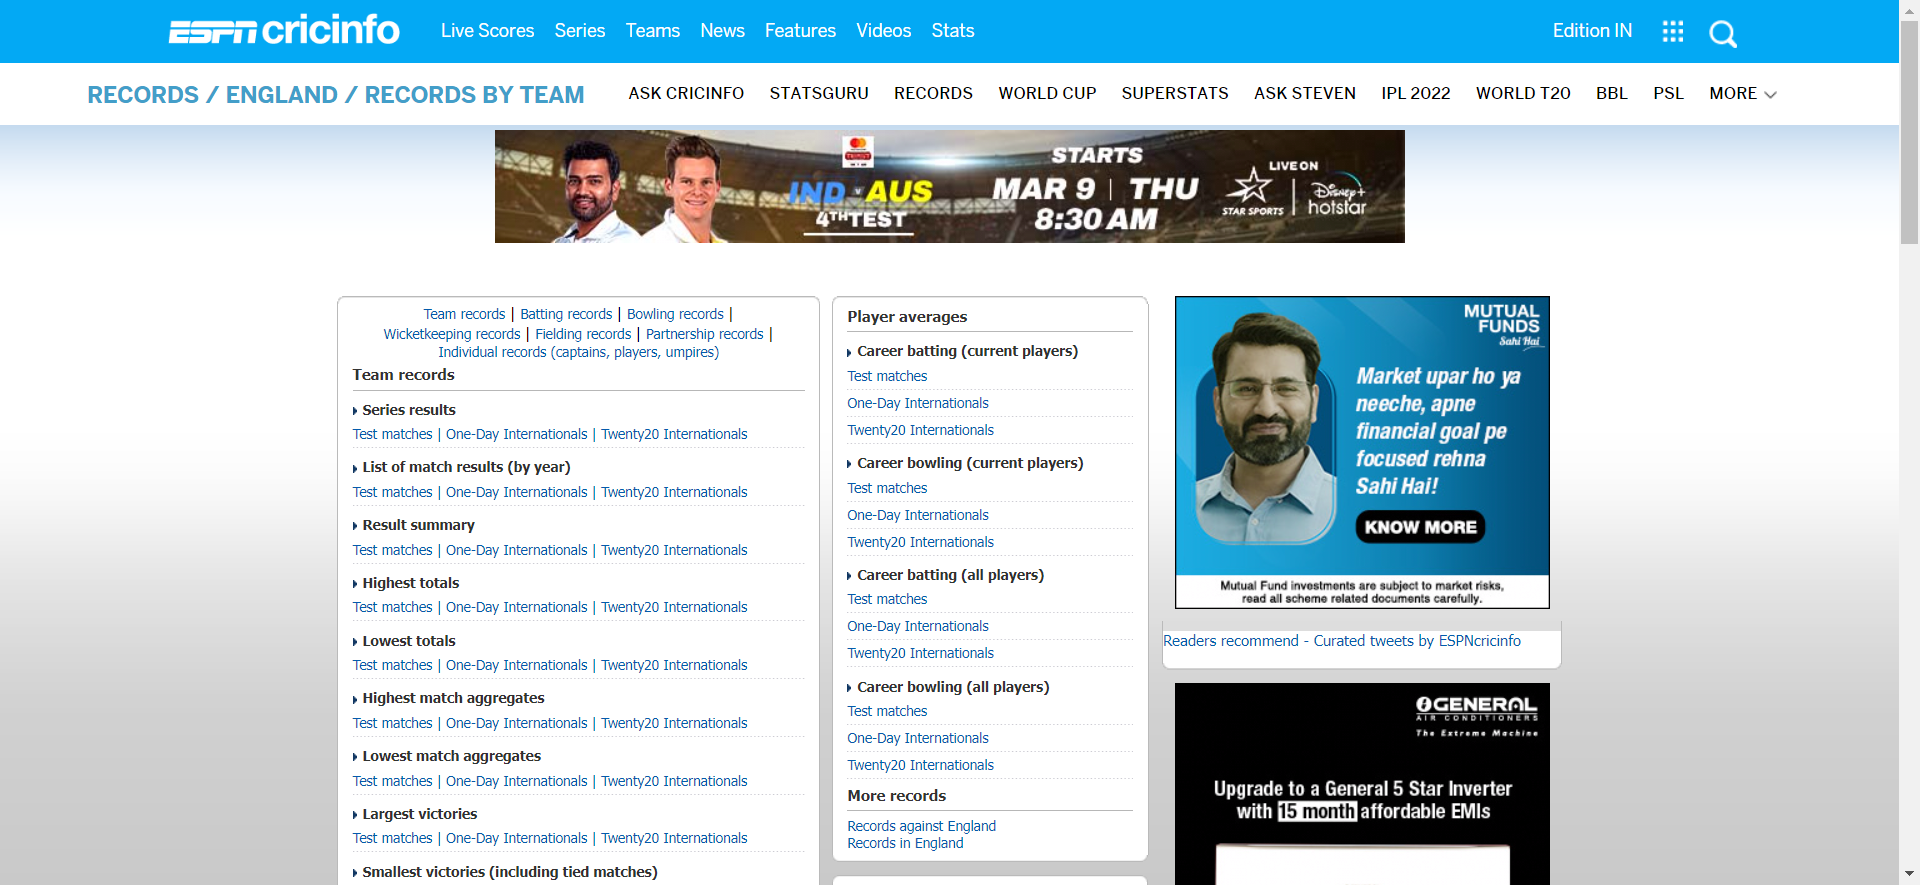 ESPN cricinfo Live Scores Series Teams News Features Videos Stats Edition IN
RECORDS / ENGLAND / RECORDS BY TEAM ASK CRICINFO STATSGURU RECORDS WORLD CUP SUPERSTATS ASK STEVEN IPL 2022 WORLD T20 BBL PSL MORE
IND v AUS
4TH TEST
STARTS
MAR 9 | THU
8:30 AM
LIVE ON
STAR SPORTS
Disney+
hotstar
Team records | Batting records | Bowling records |
Wicketkeeping records | Fielding records | Partnership records |
Individual records (captains, players, umpires)
Team records
Series results
Test matches | One-Day Internationals | Twenty20 Internationals
List of match results (by year)
Test matches | One-Day Internationals | Twenty20 Internationals
Result summary
Test matches | One-Day Internationals | Twenty20 Internationals
Highest totals
Test matches | One-Day Internationals | Twenty20 Internationals
Lowest totals
Test matches | One-Day Internationals | Twenty20 Internationals
Highest match aggregates
Test matches | One-Day Internationals | Twenty20 Internationals
Lowest match aggregates
Test matches | One-Day Internationals | Twenty20 Internationals
Largest victories
Test matches | One-Day Internationals | Twenty20 Internationals
Smallest victories (including tied matches)
Player averages
Career batting (current players)
Test matches
One-Day Internationals
Twenty20 Internationals
Career bowling (current players)
Test matches
One-Day Internationals
Twenty20 Internationals
Career batting (all players)
Test matches
One-Day Internationals
Twenty20 Internationals
Career bowling (all players)
Test matches
One-Day Internationals
Twenty20 Internationals
More records
Records against England
Records in England
MUTUAL
FUNDS
Sahi Hai
Market upar ho ya
neeche, apne
financial goal pe
focused rehna
Sahi Hai!
KNOW MORE
Mutual Fund investments are subject to market risks,
read all scheme related documents carefully.
Readers recommend - Curated tweets by ESPNcricinfo
GENERAL
AIR CONDITIONERS
The Extreme Machine
Upgrade to a General 5 Star Inverter
with 15 month affordable EMIs